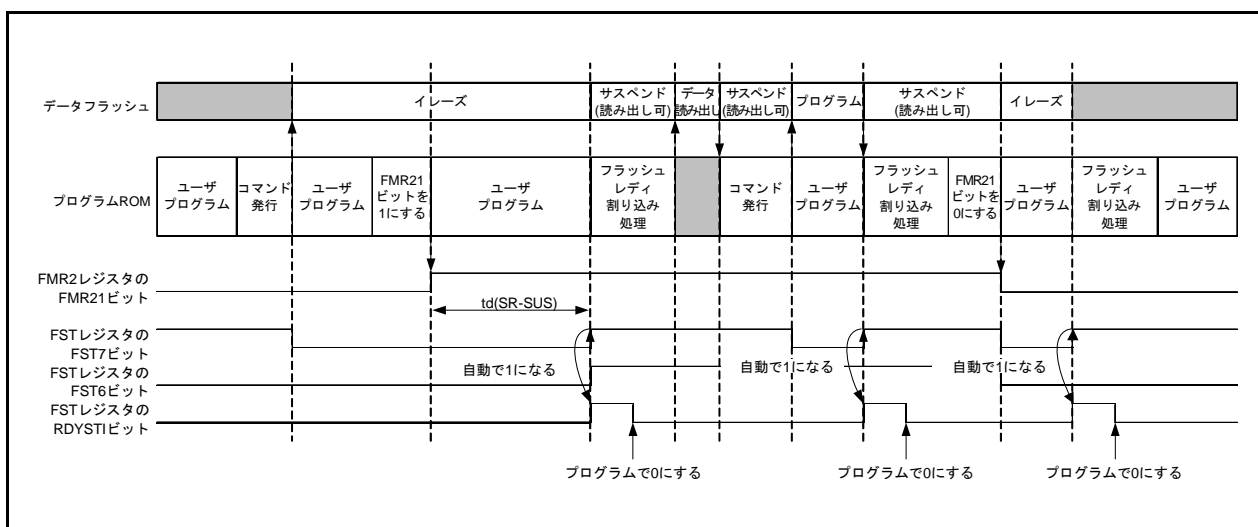 データフラッシュ
イレーズ
サスペンド
(読み出し可)
データ
読み出し
サスペンド
(読み出し可)
プログラム
サスペンド
(読み出し可)
イレーズ
プログラムROM
ユーザ
プログラム
コマンド
発行
ユーザ
プログラム
FMR21
ビットを
1にする
ユーザ
プログラム
フラッシュ
レディ
割り込み
処理
コマンド
発行
ユーザ
プログラム
フラッシュ
レディ
割り込み
処理
FMR21
ビットを
0にする
ユーザ
プログラム
フラッシュ
レディ
割り込み
処理
ユーザ
プログラム
FMR2レジスタの
FMR21ビット
td(SR-SUS)
FSTレジスタの
FST7ビット
自動で1になる
自動で1になる
自動で1になる
FSTレジスタの
FST6ビット
FSTレジスタの
RDYSTIビット
プログラムで0にする
プログラムで0にする
プログラムで0にする